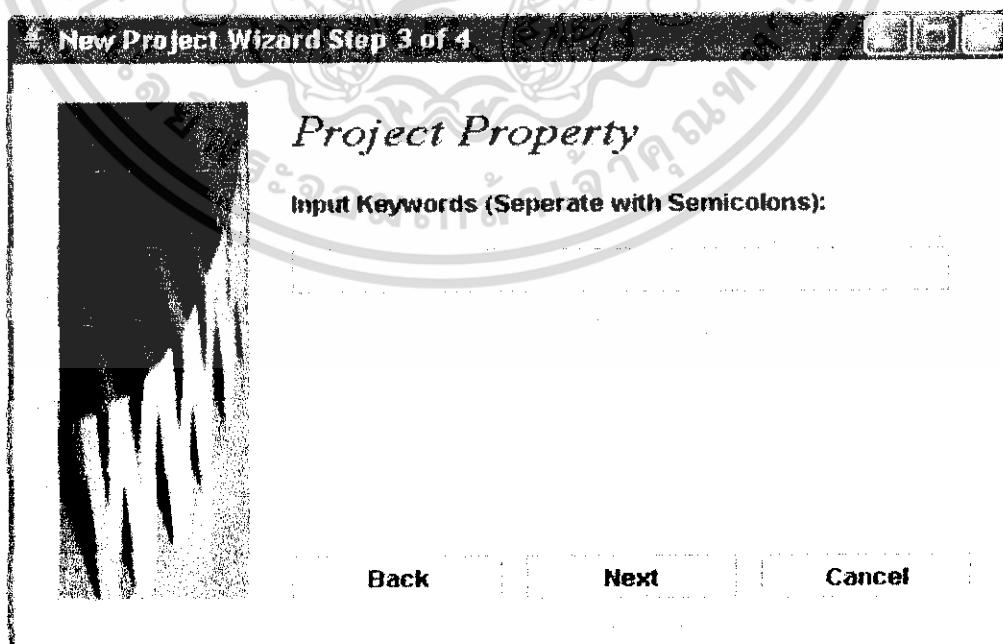 New Project Wizard Step 3 of 4
Project Property
Input Keywords (Seperate with Semicolons):
Back Next Cancel